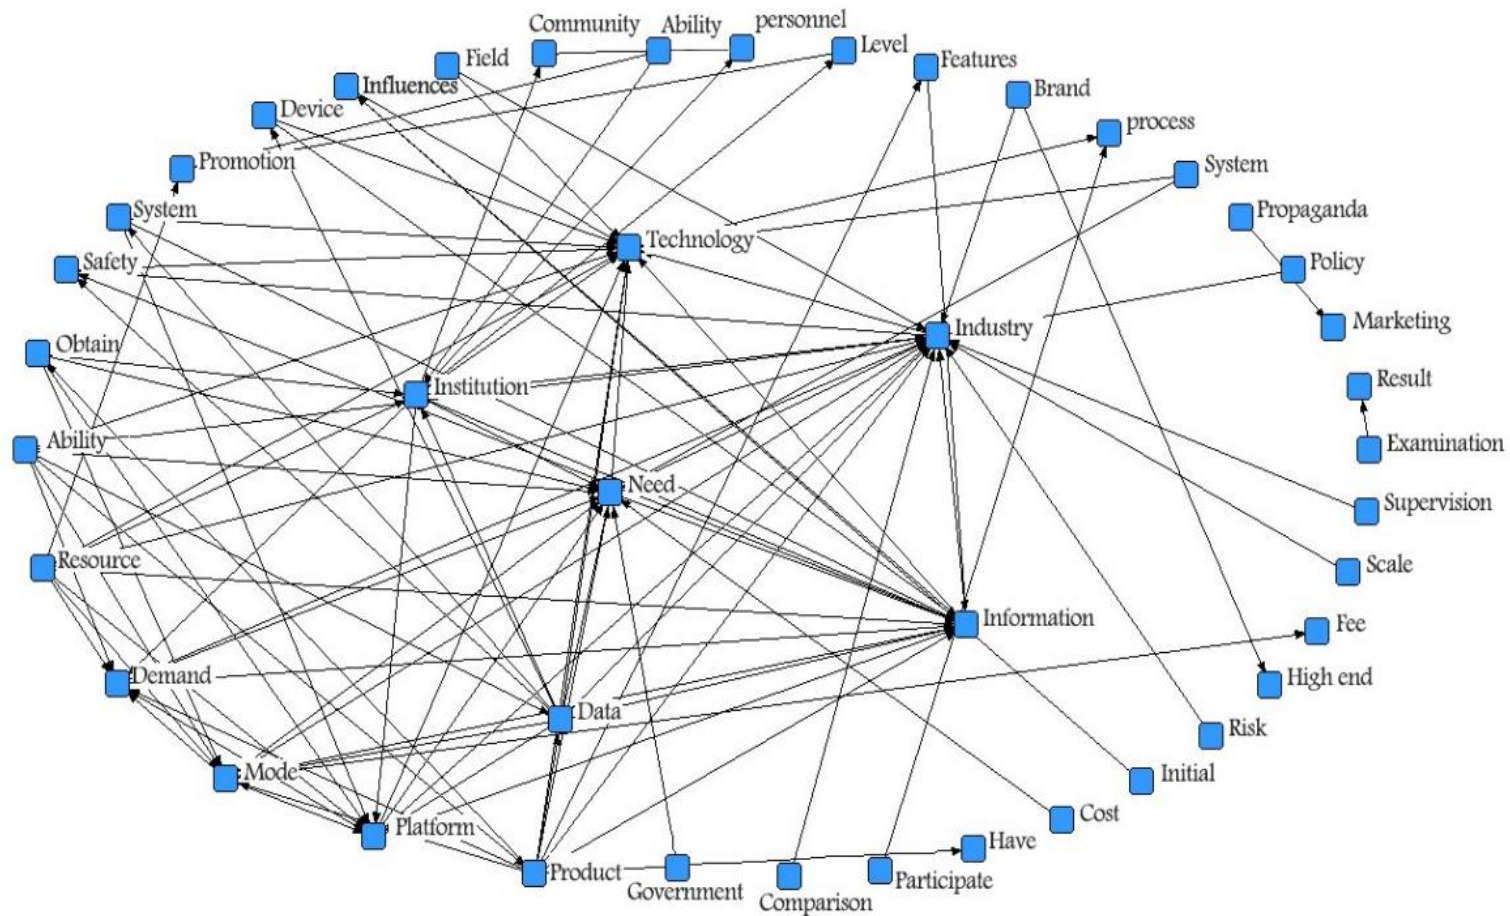 personnel
Community
Ability
Level
Field
Features
Influences
Brand
Device
process
Promotion
System
System
Propaganda
Technology
Safety
Policy
Industry
Marketing
Obtain
Institution
Result
Ability
Examination
Need
Supervision
Resource
Scale
Information
Fee
Demand
High end
Data
Risk
Mode
Initial
Platform
Cost
Have
Product
Government
Participate
Comparison